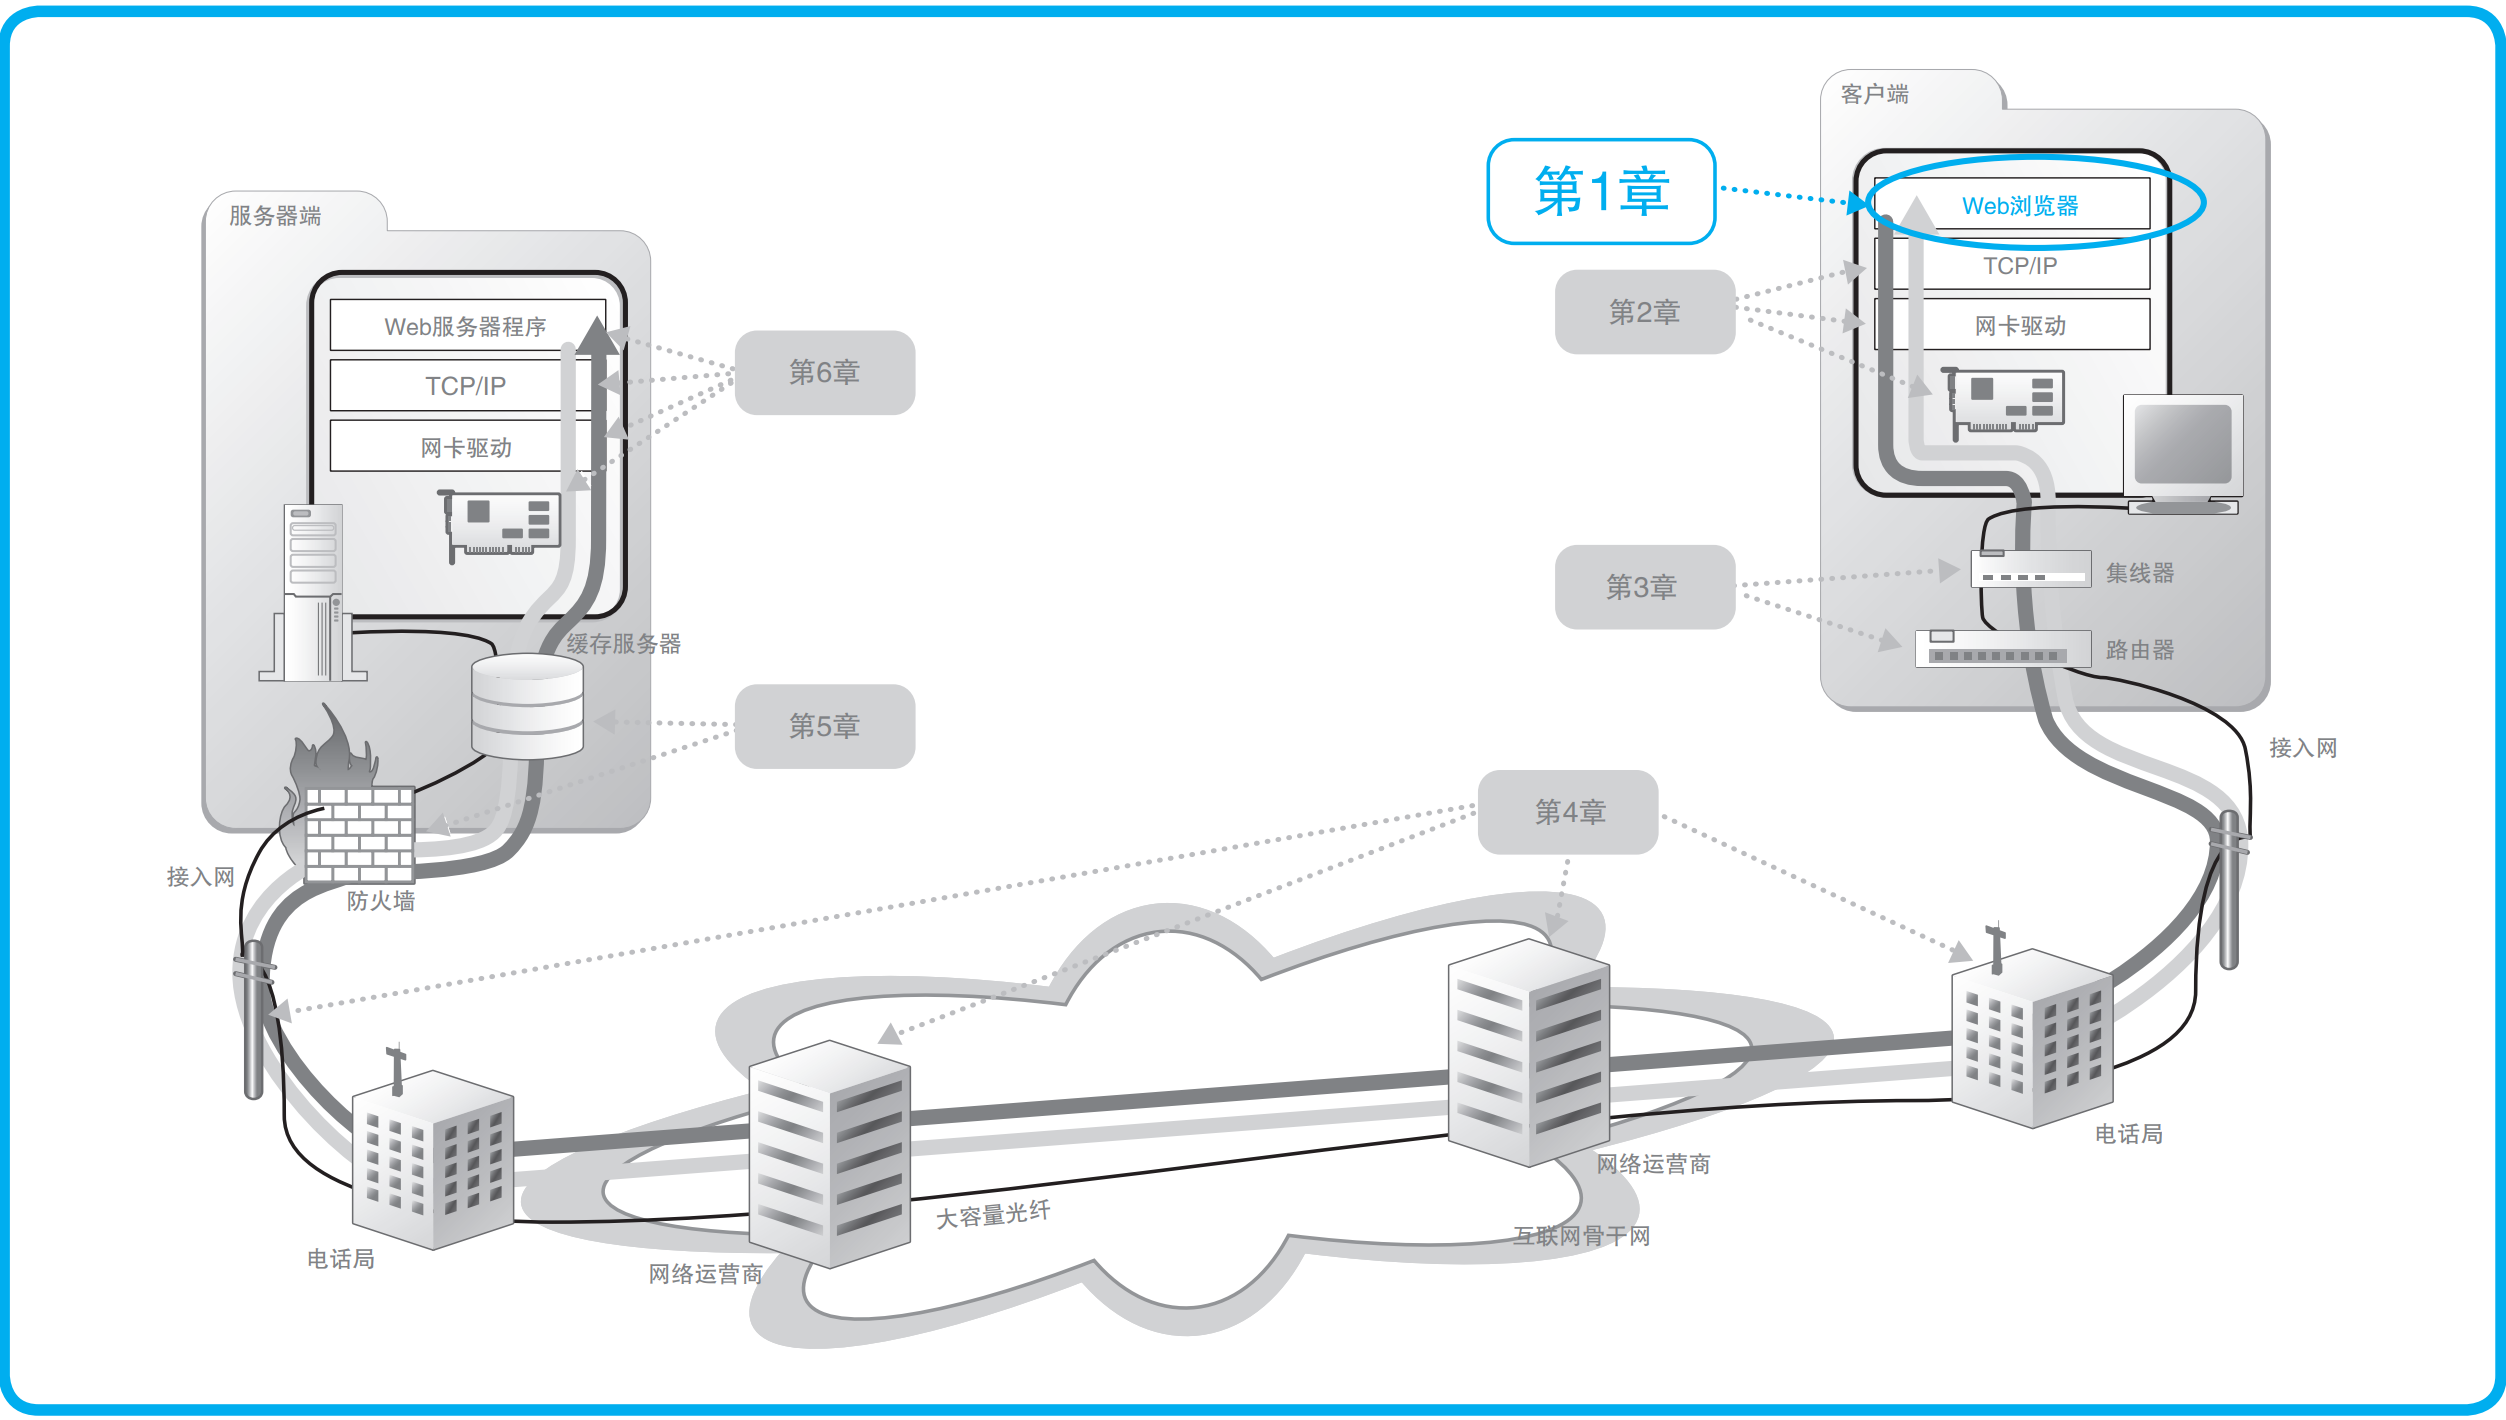 客户端
第1章
Web浏览器
TCP/IP
第2章
网卡驱动
服务器端
Web服务器程序
TCP/IP
网卡驱动
第6章
第3章
集线器
路由器
缓存服务器
第5章
接入网
第4章
接入网
防火墙
电话局
网络运营商
大容量光纤
互联网骨干网
电话局
网络运营商